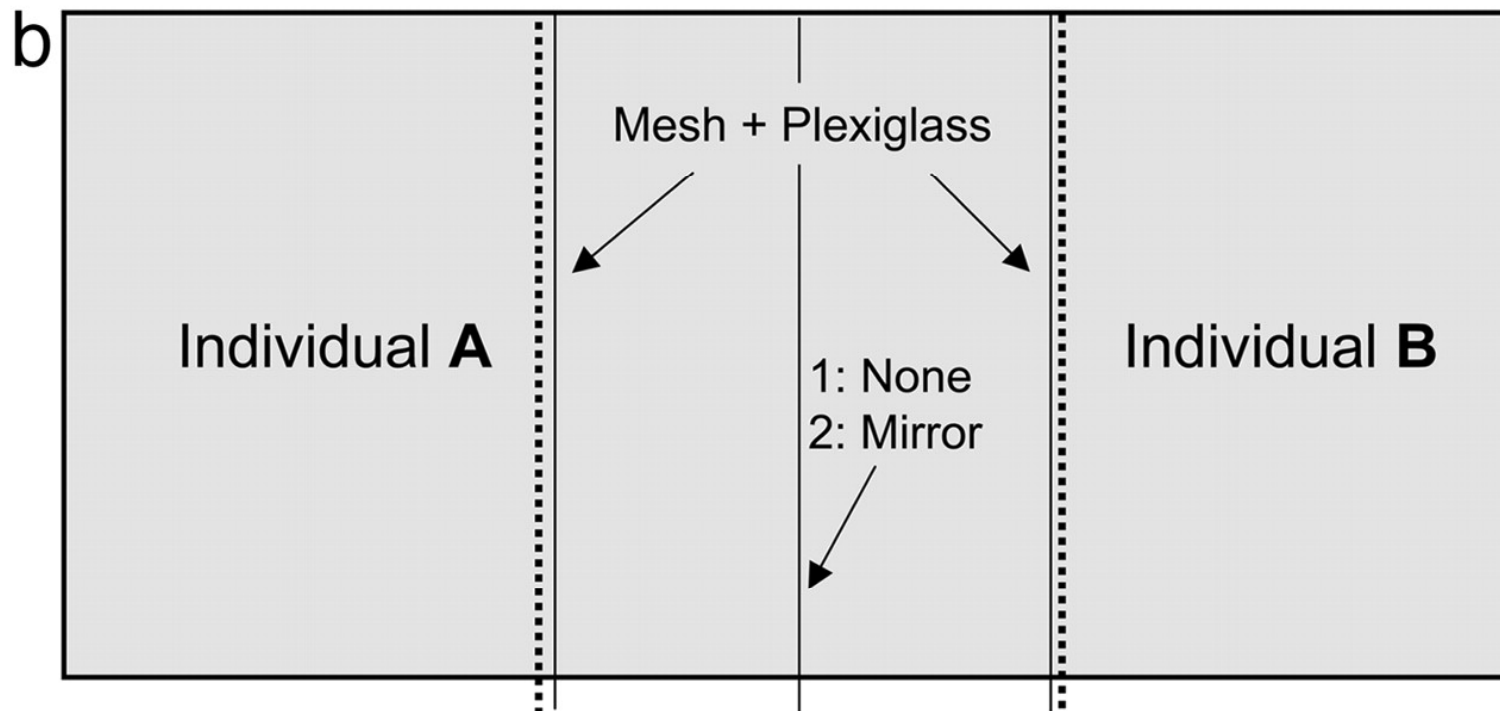 b
Mesh + Plexiglass
Individual A
Individual B
1: None
2: Mirror